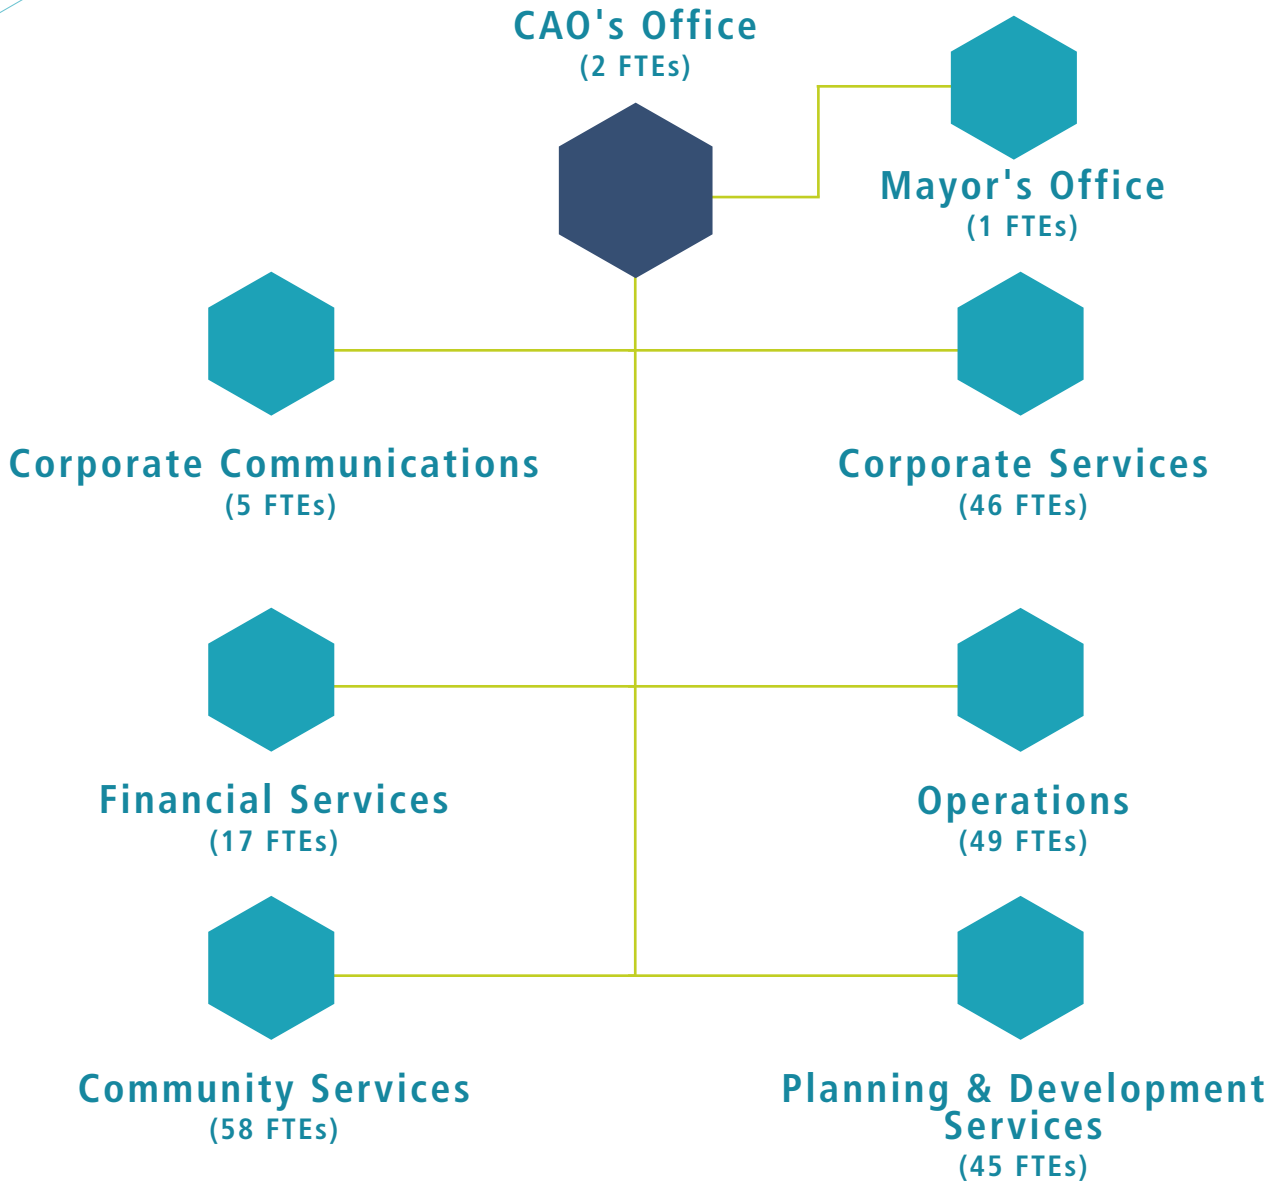 CAO's Office
(2 FTEs)
Mayor's Office
(1 FTEs)
Corporate Communications
(5 FTEs)
Corporate Services
(46 FTEs)
Financial Services
(17 FTEs)
Operations
(49 FTEs)
Community Services
(58 FTEs)
Planning & Development
Services
(45 FTEs)